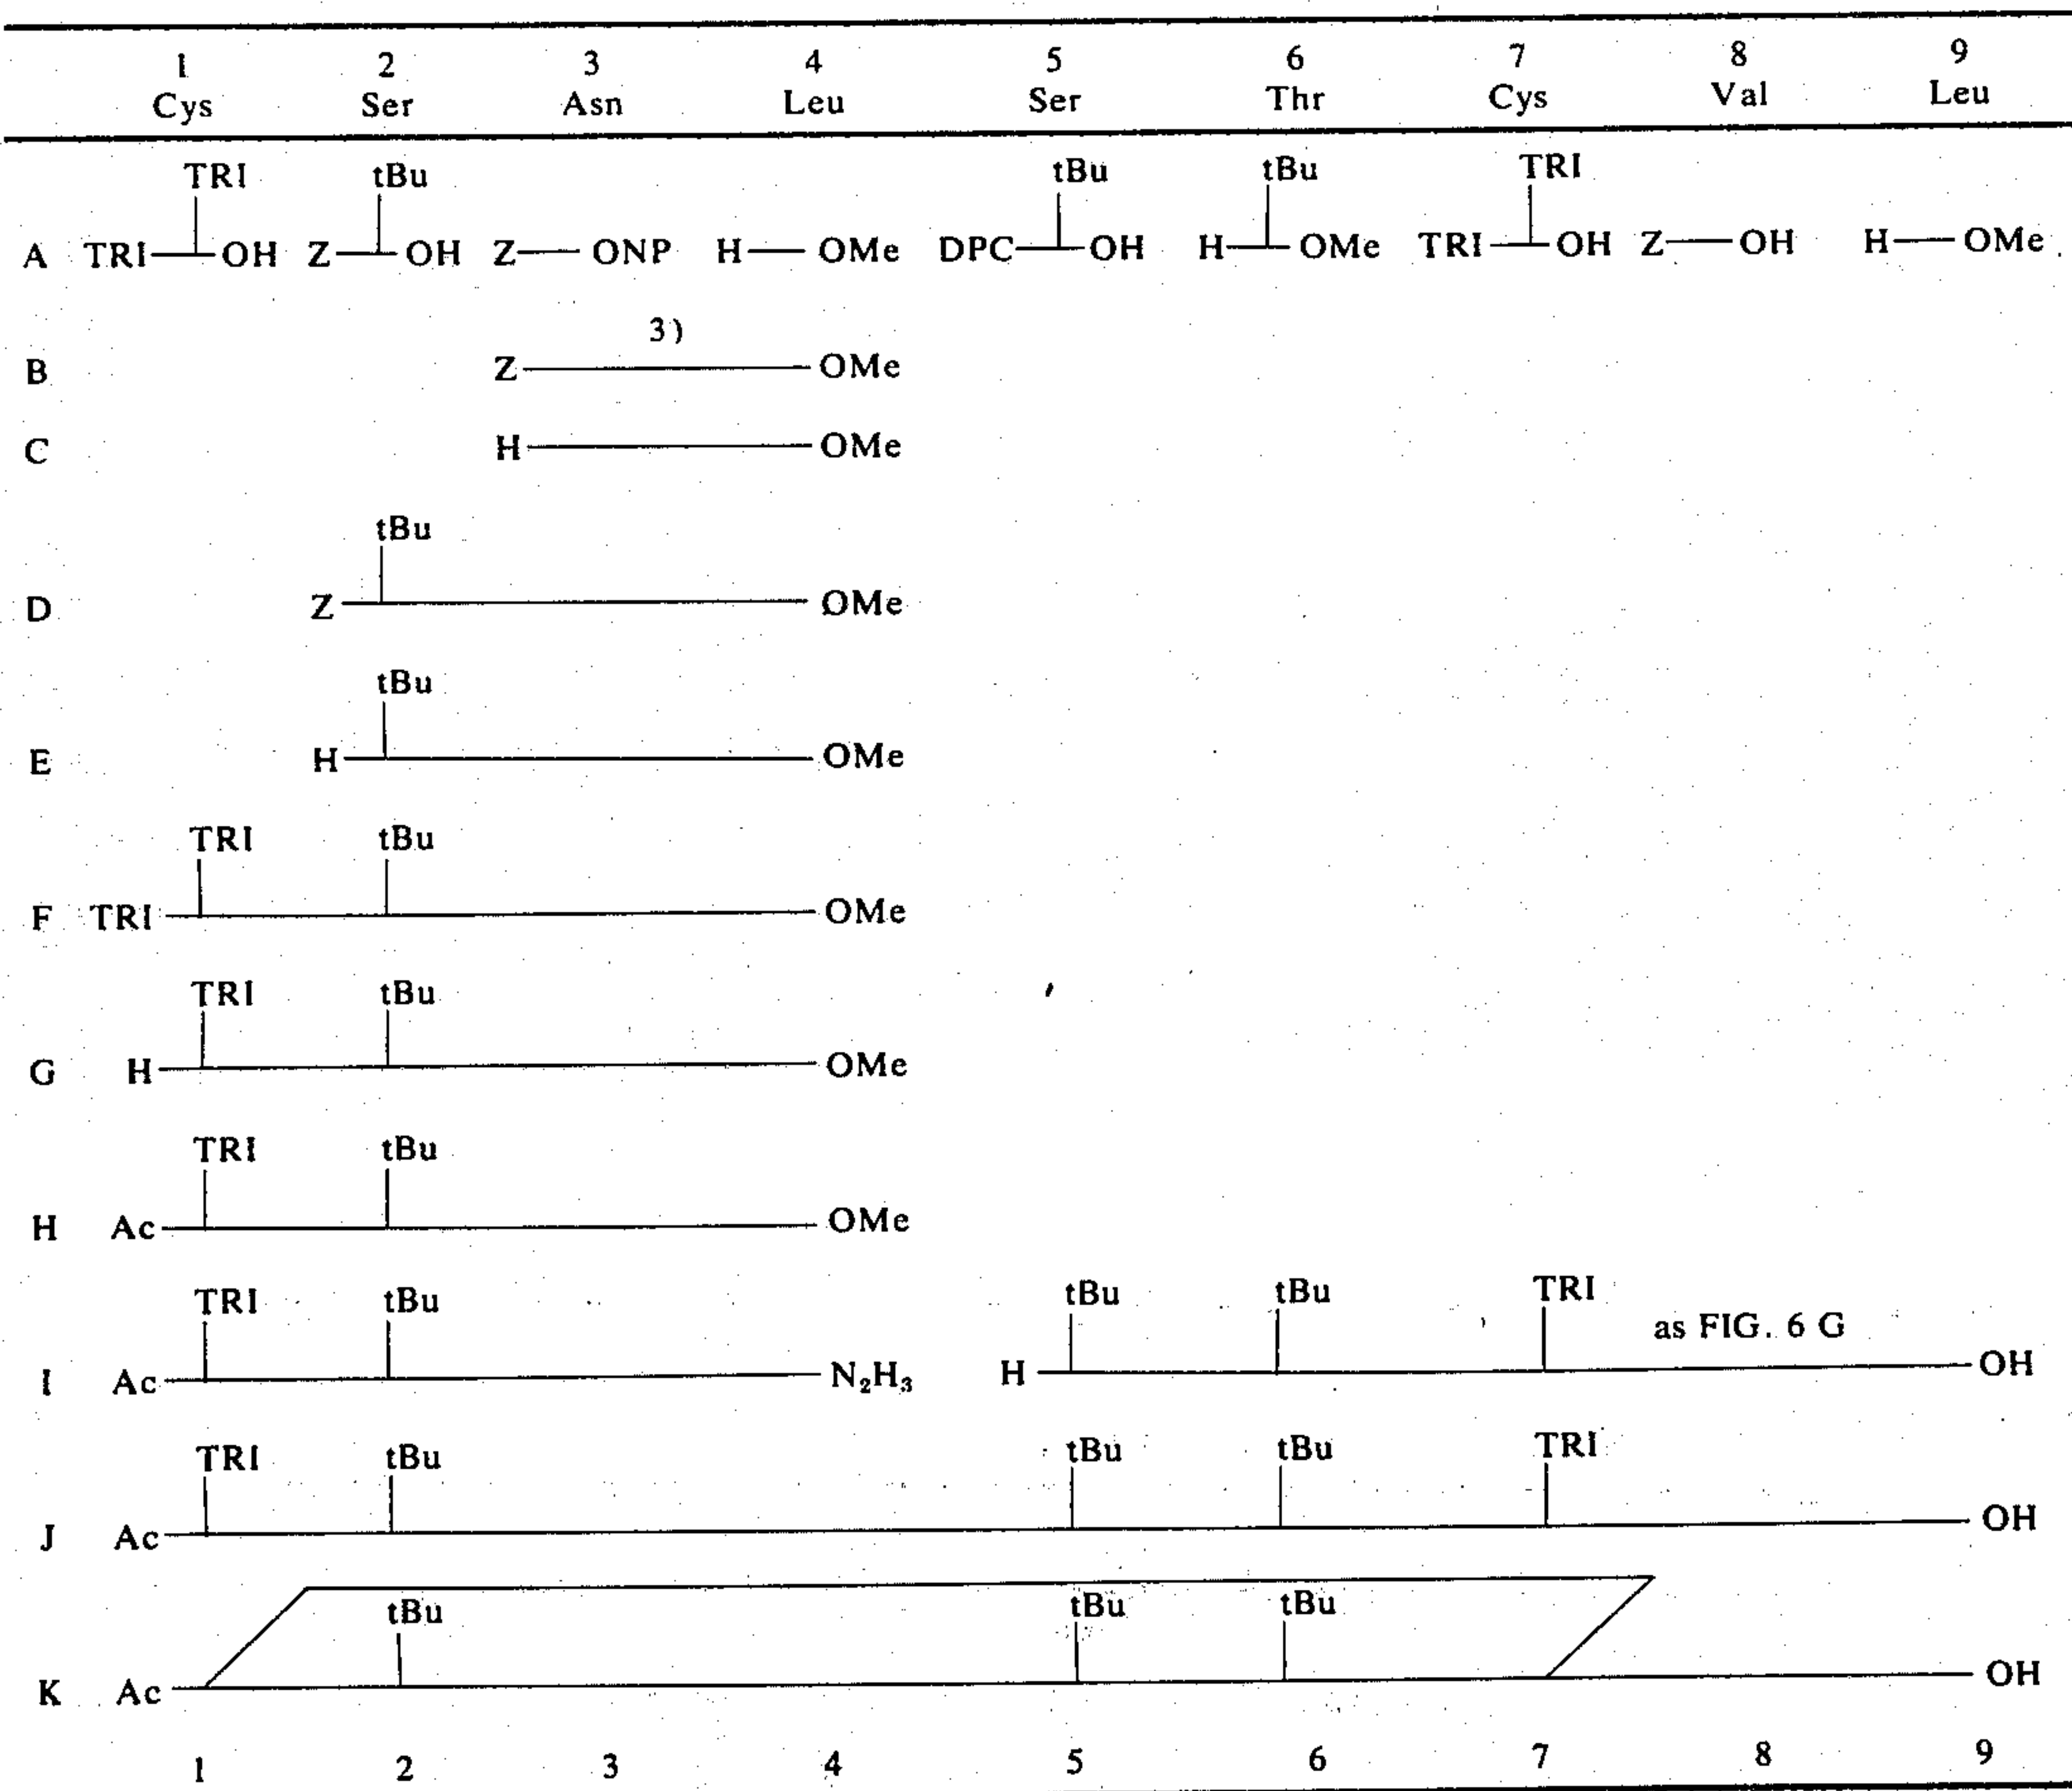 1 2 3 4 5 6 7 8 9
Cys Ser Asn Leu Ser Thr Cys Val Leu
TRI tBu tBu tBu TRI
A TRI OH Z OH Z ONP H OMe DPC OH H OMe TRI OH Z OH H OMe
3)
B Z OMe
C H OMe
tBu
D Z OMe
tBu
E H OMe
TRI tBu
F TRI OMe
TRI tBu
G H OMe
TRI tBu
H Ac OMe
TRI tBu tBu tBu TRI
as FIG. 6 G
I Ac N₂H₃ H OH
TRI tBu tBu tBu TRI
J Ac OH
tBu tBu tBu
K Ac OH
1 2 3 4 5 6 7 8 9